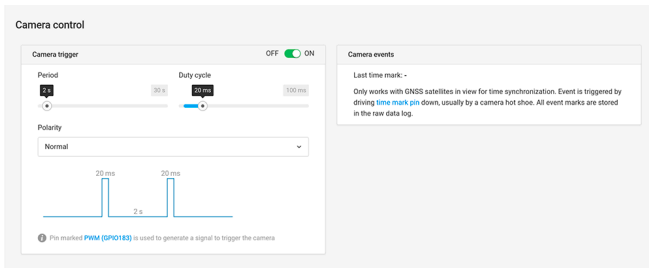 Camera control
Camera trigger
OFF ON
Period
Duty cycle
2 s
30 s
20 ms
100 ms
Polarity
Normal
20 ms
20 ms
2 s
Pin marked PWM (GPIO183) is used to generate a signal to trigger the camera
Camera events
Last time mark: -
Only works with GNSS satellites in view for time synchronization. Event is triggered by
driving time mark pin down, usually by a camera hot shoe. All event marks are stored
in the raw data log.